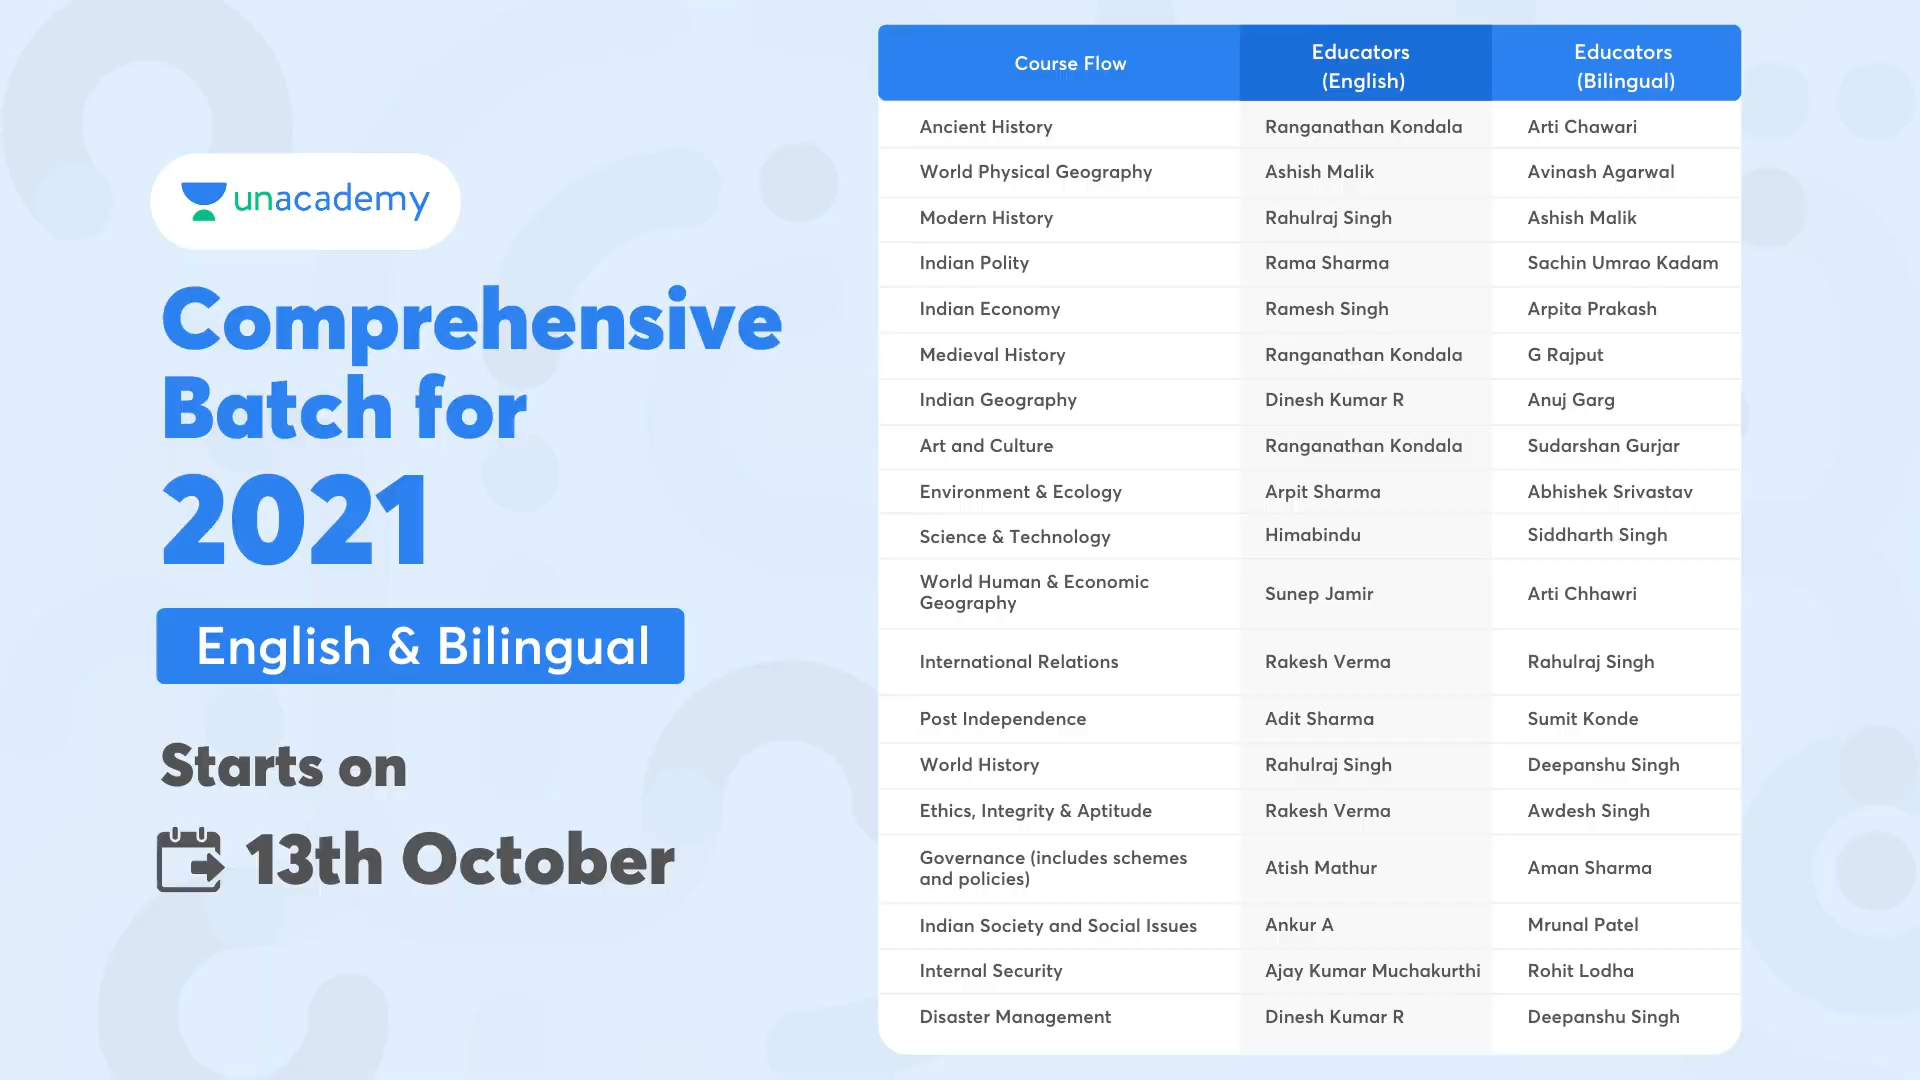 unacademy
Comprehensive
Batch for
2021
English & Bilingual
Starts on
13th October
Course Flow
Educators
(English)
Educators
(Bilingual)
Ancient History
Ranganathan Kondala
Arti Chawari
World Physical Geography
Ashish Malik
Avinash Agarwal
Modern History
Rahulraj Singh
Ashish Malik
Indian Polity
Rama Sharma
Sachin Umrao Kadam
Indian Economy
Ramesh Singh
Arpita Prakash
Medieval History
Ranganathan Kondala
G Rajput
Indian Geography
Dinesh Kumar R
Anuj Garg
Art and Culture
Ranganathan Kondala
Sudarshan Gurjar
Environment & Ecology
Arpit Sharma
Abhishek Srivastav
Science & Technology
Himabindu
Siddharth Singh
World Human & Economic
Geography
Sunep Jamir
Arti Chhawri
International Relations
Rakesh Verma
Rahulraj Singh
Post Independence
Adit Sharma
Sumit Konde
World History
Rahulraj Singh
Deepanshu Singh
Ethics, Integrity & Aptitude
Rakesh Verma
Awdesh Singh
Governance (includes schemes
and policies)
Atish Mathur
Aman Sharma
Indian Society and Social Issues
Ankur A
Mrunal Patel
Internal Security
Ajay Kumar Muchakurthi
Rohit Lodha
Disaster Management
Dinesh Kumar R
Deepanshu Singh